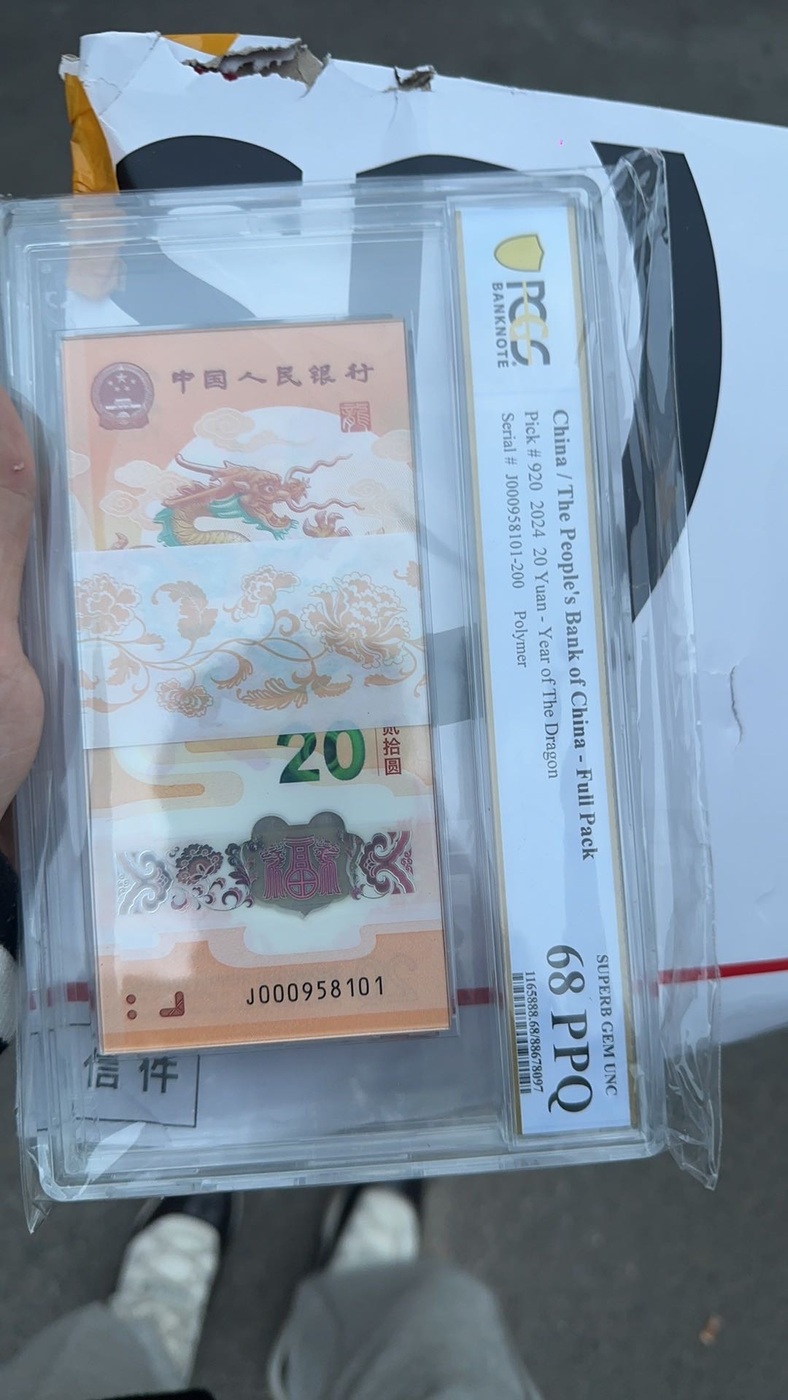 中国人民银行
龍
20
贰拾圆
福
J000958101
PCGS
BANKNOTE
China / The People's Bank of China - Full Pack
Pick # 920 2024 20 Yuan - Year of The Dragon
Serial # J000958101-200 Polymer
SUPERB GEM UNC
68 PPQ
1165888.68/88678097
信件